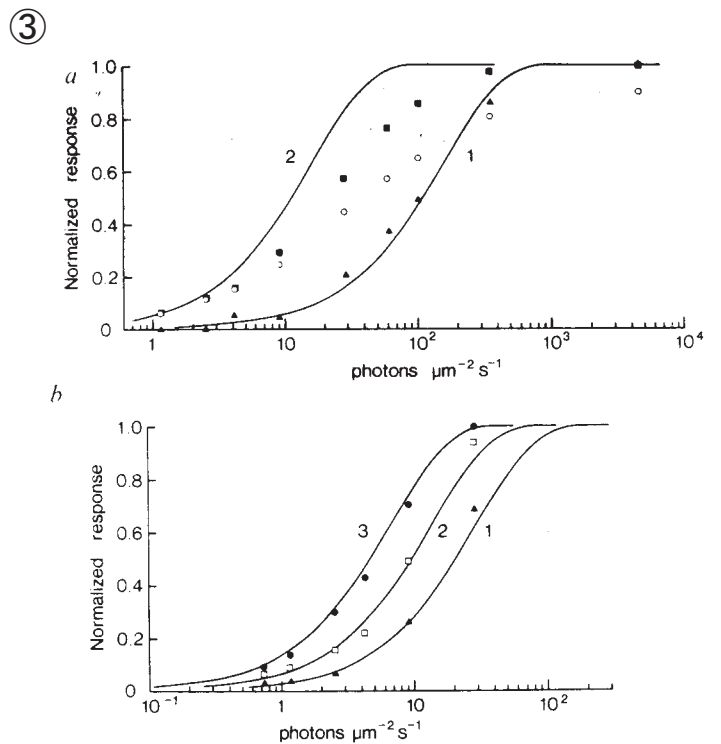 ③
a
1.0
0.8
0.6
0.4
0.2
0
Normalized response
2
1
1 10 10² 10³ 10⁴
photons µm⁻² s⁻¹
b
1.0
0.8
0.6
0.4
0.2
0
Normalized response
3 2 1
10⁻¹ 1 10 10²
photons µm⁻² s⁻¹